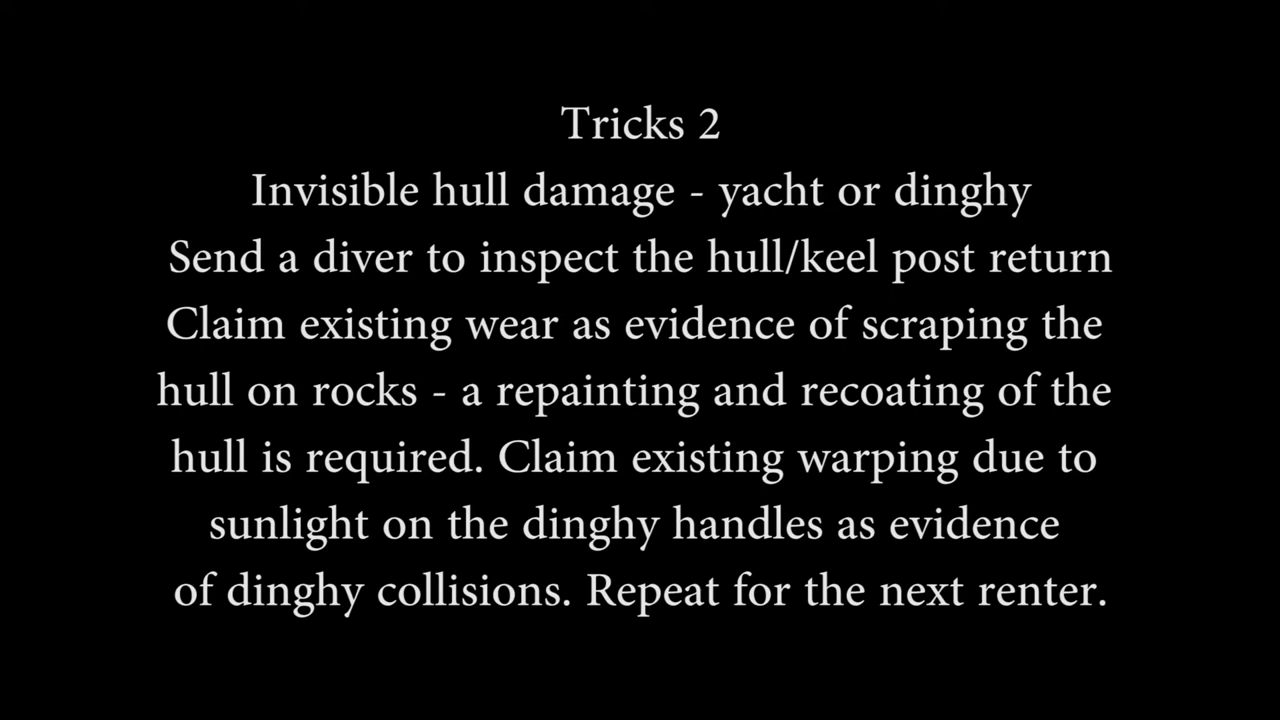 Tricks 2
Invisible hull damage - yacht or dinghy
Send a diver to inspect the hull/keel post return
Claim existing wear as evidence of scraping the
hull on rocks - a repainting and recoating of the
hull is required. Claim existing warping due to
sunlight on the dinghy handles as evidence
of dinghy collisions. Repeat for the next renter.